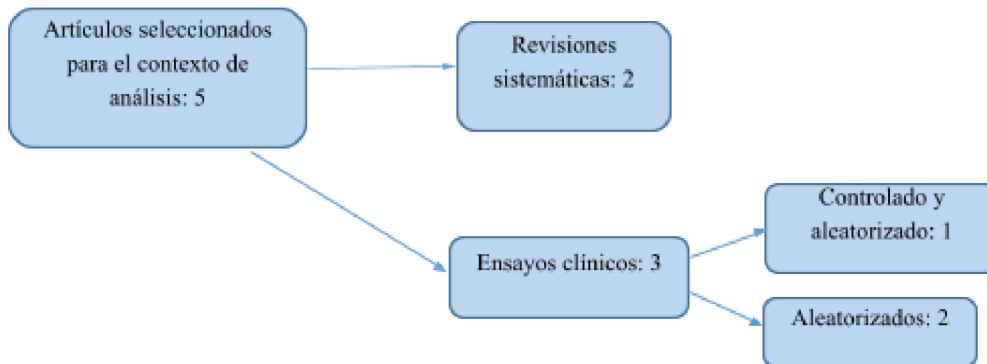 Artículos seleccionados
para el contexto de
análisis: 5
Revisiones
sistemáticas: 2
Ensayos clínicos: 3
Controlado y
aleatorizado: 1
Aleatorizados: 2